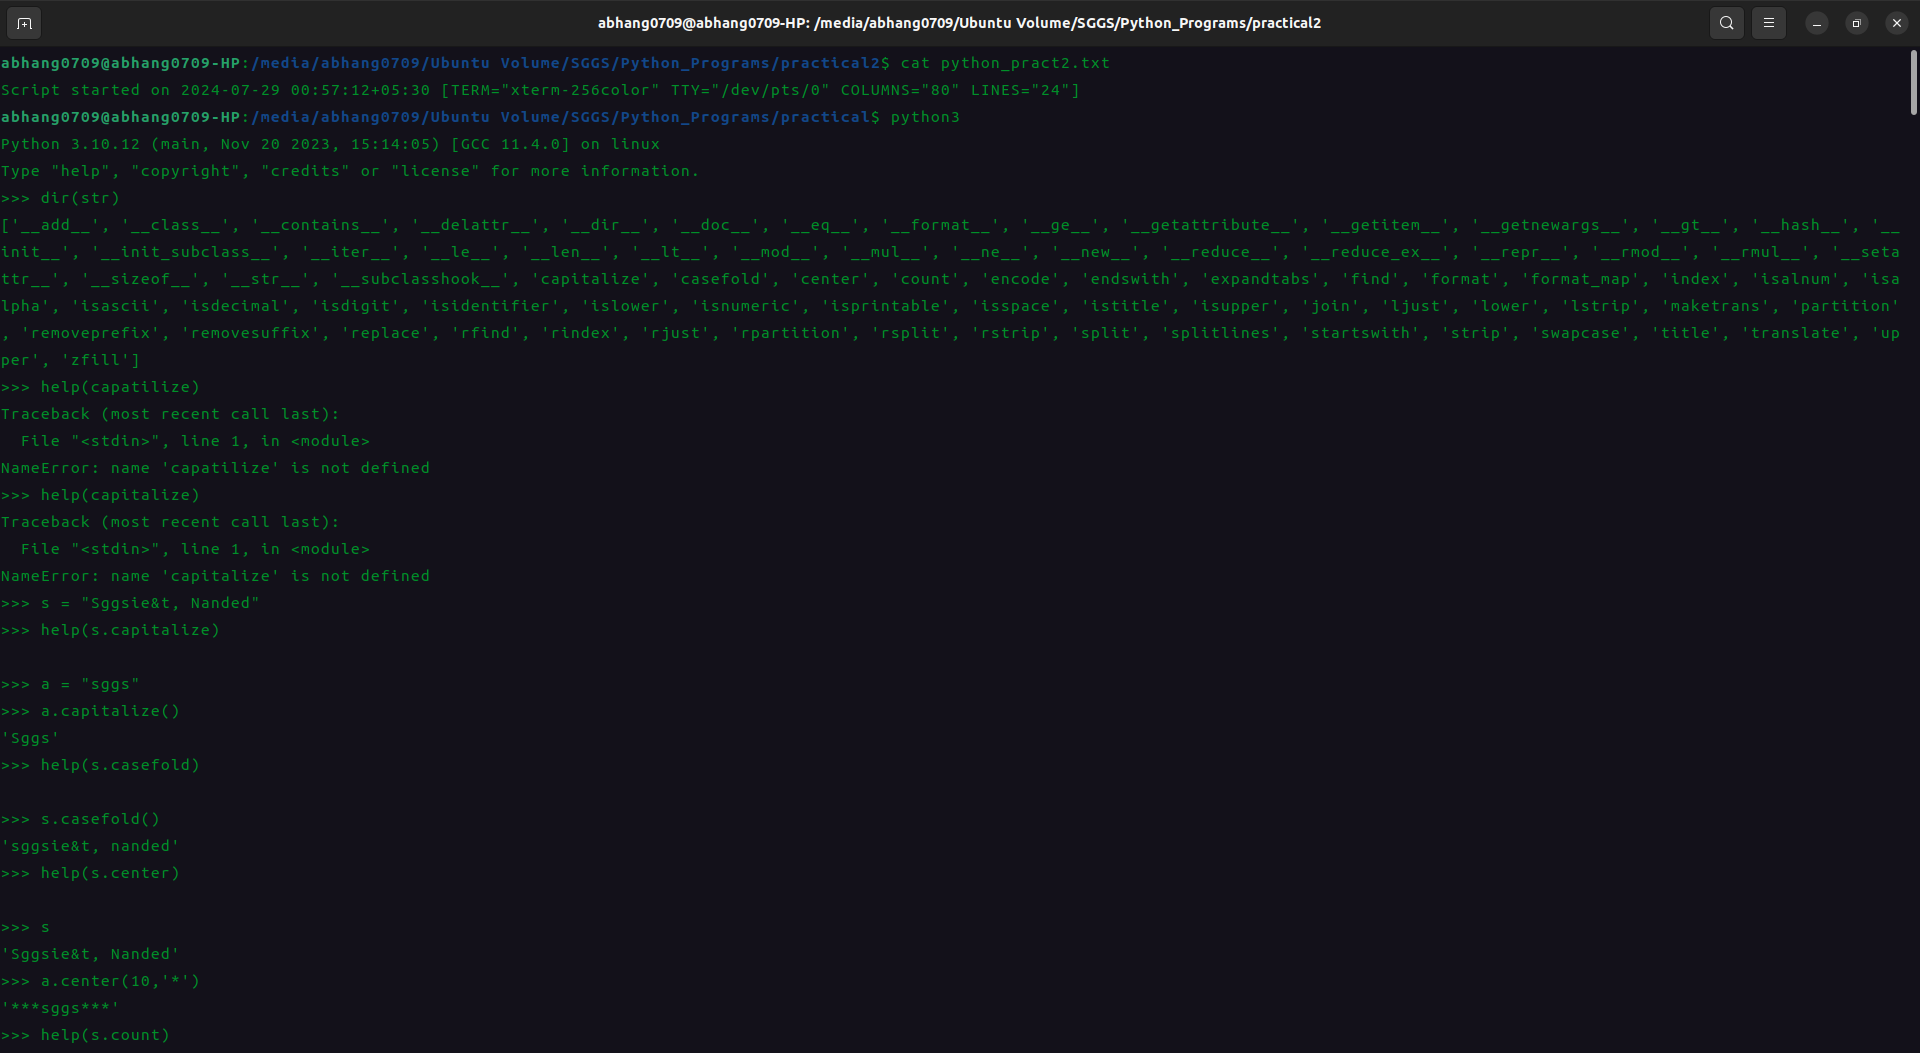 abhang0709@abhang0709-HP: /media/abhang0709/Ubuntu Volume/SGGS/Python_Programs/practical2
abhang0709@abhang0709-HP:/media/abhang0709/Ubuntu Volume/SGGS/Python_Programs/practical2$ cat python_pract2.txt
Script started on 2024-07-29 00:57:12+05:30 [TERM="xterm-256color" TTY="/dev/pts/0" COLUMNS="80" LINES="24"]
abhang0709@abhang0709-HP:/media/abhang0709/Ubuntu Volume/SGGS/Python_Programs/practical$ python3
Python 3.10.12 (main, Nov 20 2023, 15:14:05) [GCC 11.4.0] on linux
Type "help", "copyright", "credits" or "license" for more information.
>>> dir(str)
['__add__', '__class__', '__contains__', '__delattr__', '__dir__', '__doc__', '__eq__', '__format__', '__ge__', '__getattribute__', '__getitem__', '__getnewargs__', '__gt__', '__hash__', '__
init__', '__init_subclass__', '__iter__', '__le__', '__len__', '__lt__', '__mod__', '__mul__', '__ne__', '__new__', '__reduce__', '__reduce_ex__', '__repr__', '__rmod__', '__rmul__', '__seta
ttr__', '__sizeof__', '__str__', '__subclasshook__', 'capitalize', 'casefold', 'center', 'count', 'encode', 'endswith', 'expandtabs', 'find', 'format', 'format_map', 'index', 'isalnum', 'isa
lpha', 'isascii', 'isdecimal', 'isdigit', 'isidentifier', 'islower', 'isnumeric', 'isprintable', 'isspace', 'istitle', 'isupper', 'join', 'ljust', 'lower', 'lstrip', 'maketrans', 'partition'
, 'removeprefix', 'removesuffix', 'replace', 'rfind', 'rindex', 'rjust', 'rpartition', 'rsplit', 'rstrip', 'split', 'splitlines', 'startswith', 'strip', 'swapcase', 'title', 'translate', 'up
per', 'zfill']
>>> help(capatilize)
Traceback (most recent call last):
  File "<stdin>", line 1, in <module>
NameError: name 'capatilize' is not defined
>>> help(capitalize)
Traceback (most recent call last):
  File "<stdin>", line 1, in <module>
NameError: name 'capitalize' is not defined
>>> s = "Sggsie&t, Nanded"
>>> help(s.capitalize)

>>> a = "sggs"
>>> a.capitalize()
'Sggs'
>>> help(s.casefold)

>>> s.casefold()
'sggsie&t, nanded'
>>> help(s.center)

>>> s
'Sggsie&t, Nanded'
>>> a.center(10,'*')
'***sggs***'
>>> help(s.count)